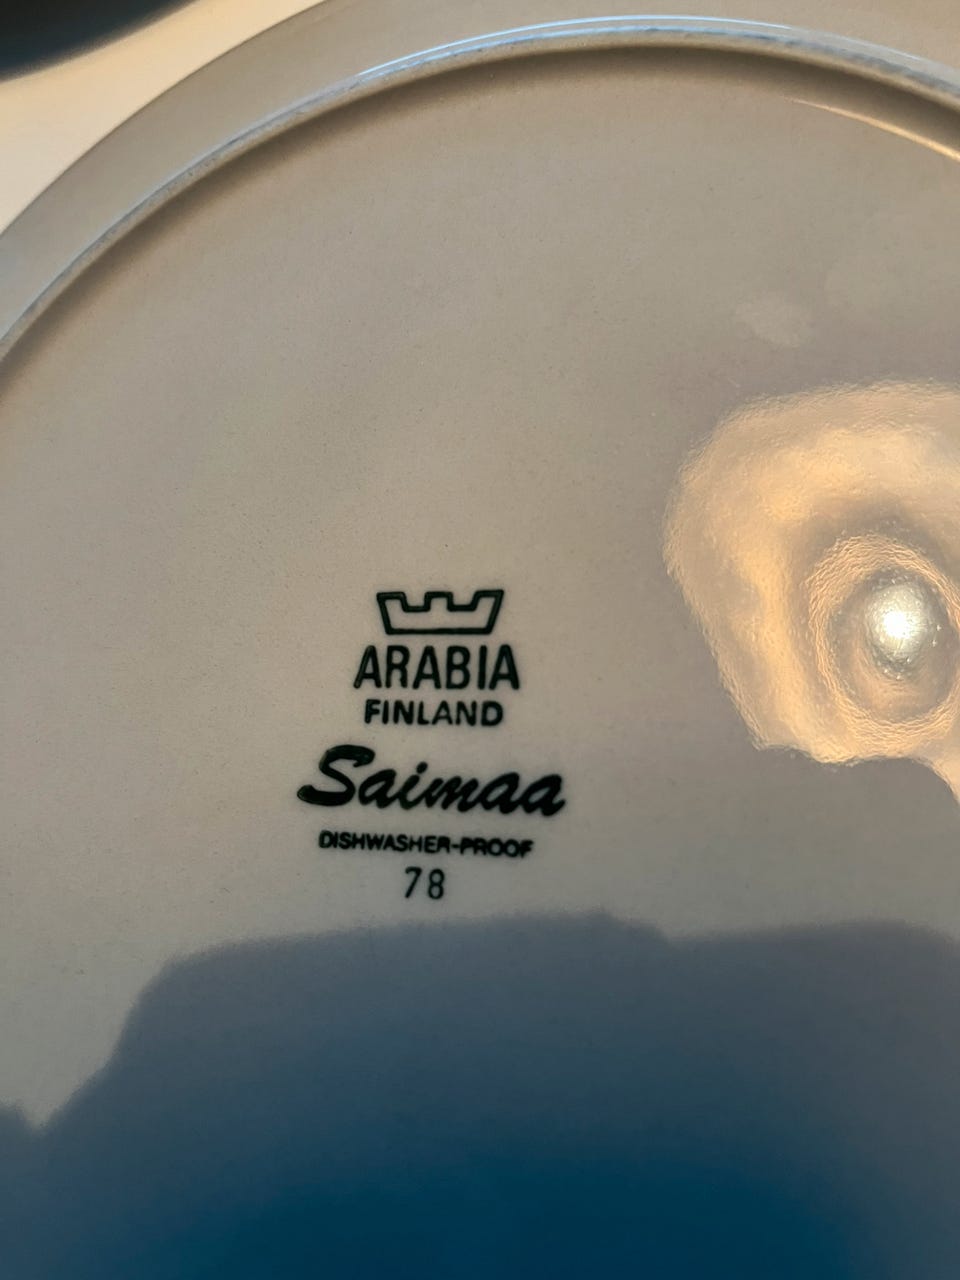 ARABIA
FINLAND
Saimaa
DISHWASHER-PROOF
78